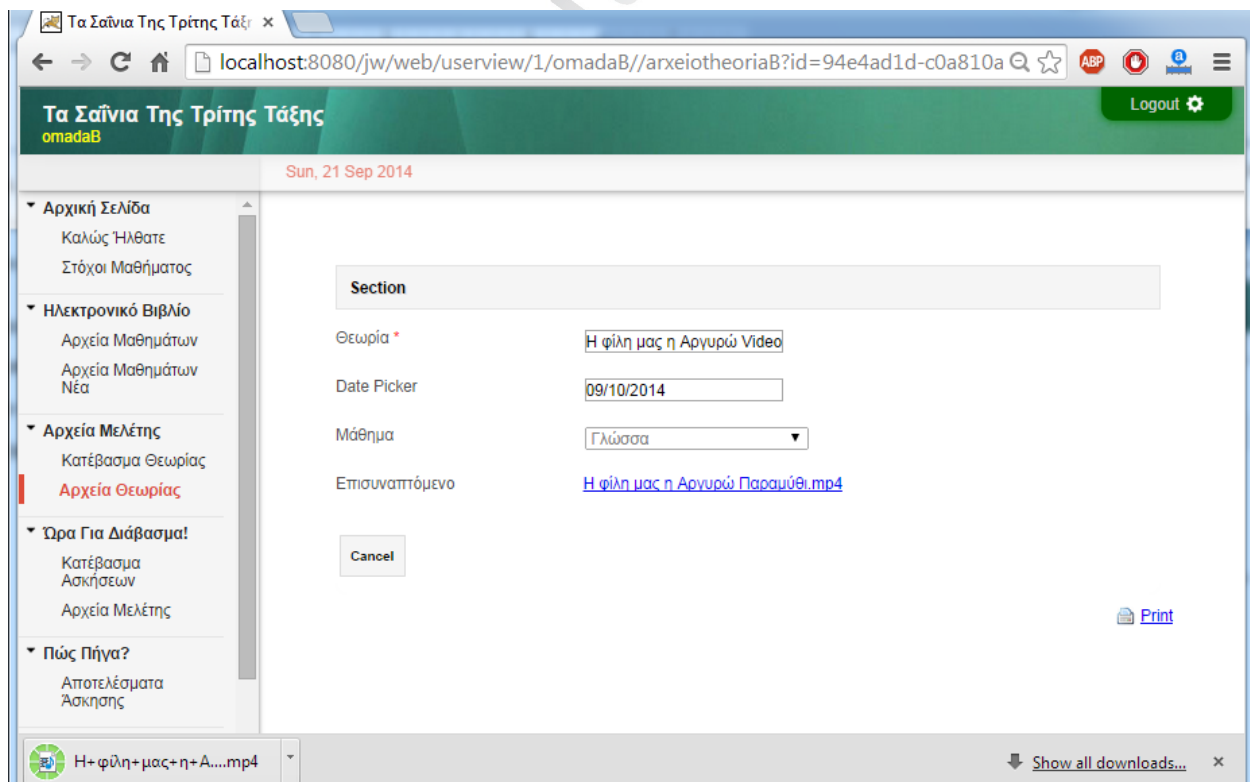 Τα Σαΐνια Της Τρίτης Τάξη
localhost:8080/jw/web/userview/1/omadaB//arxeiotheoriaB?id=94e4ad1d-c0a810a
ABP
a
Τα Σαΐνια Της Τρίτης Τάξης
Logout
omadaB
Sun, 21 Sep 2014
Αρχική Σελίδα
Καλώς Ήλθατε
Στόχοι Μαθήματος
Ηλεκτρονικό Βιβλίο
Αρχεία Μαθημάτων
Αρχεία Μαθημάτων
Νέα
Αρχεία Μελέτης
Κατέβασμα Θεωρίας
Αρχεία Θεωρίας
Ώρα Για Διάβασμα!
Κατέβασμα
Ασκήσεων
Αρχεία Μελέτης
Πώς Πήγα?
Αποτελέσματα
Άσκησης
Section
Θεωρία *
Η φίλη μας η Αργυρώ Video
Date Picker
09/10/2014
Μάθημα
Γλώσσα
Επισυναπτόμενο
Η φίλη μας η Αργυρώ Παραμύθι.mp4
Cancel
Print
Η+φίλη+μας+η+Α....mp4
Show all downloads...